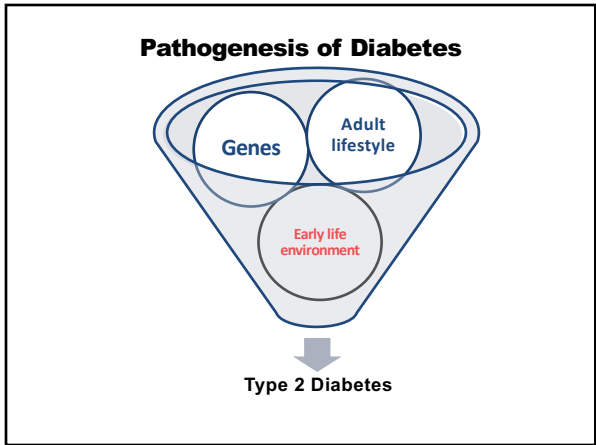 Pathogenesis of Diabetes
Genes
Adult
lifestyle
Early life
environment
Type 2 Diabetes